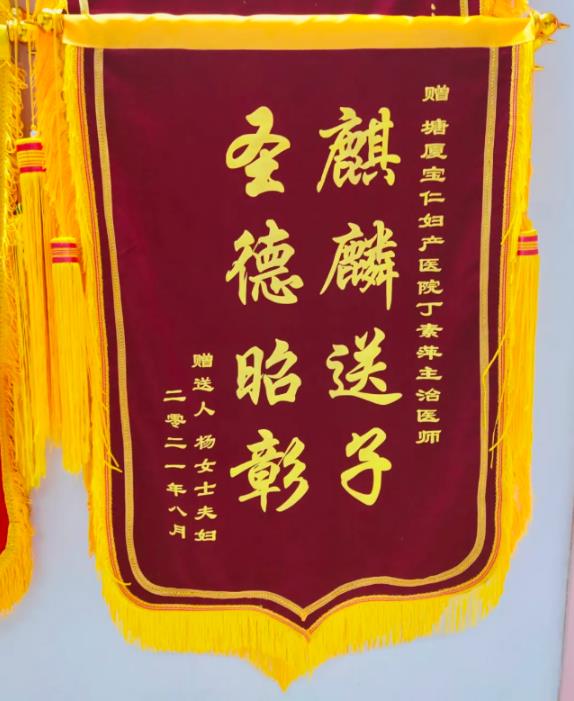 赠 塘厦宝仁妇产医院丁素萍主治医师
麒麟送子
圣德昭彰
赠送人 杨女士夫妇
二零二一年八月